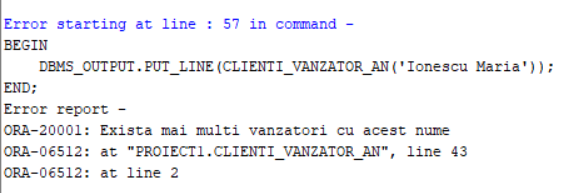 Error starting at line : 57 in command -
BEGIN
    DBMS_OUTPUT.PUT_LINE(CLIENTI_VANZATOR_AN('Ionescu Maria'));
END;
Error report -
ORA-20001: Exista mai multi vanzatori cu acest nume
ORA-06512: at "PROIECT1.CLIENTI_VANZATOR_AN", line 43
ORA-06512: at line 2